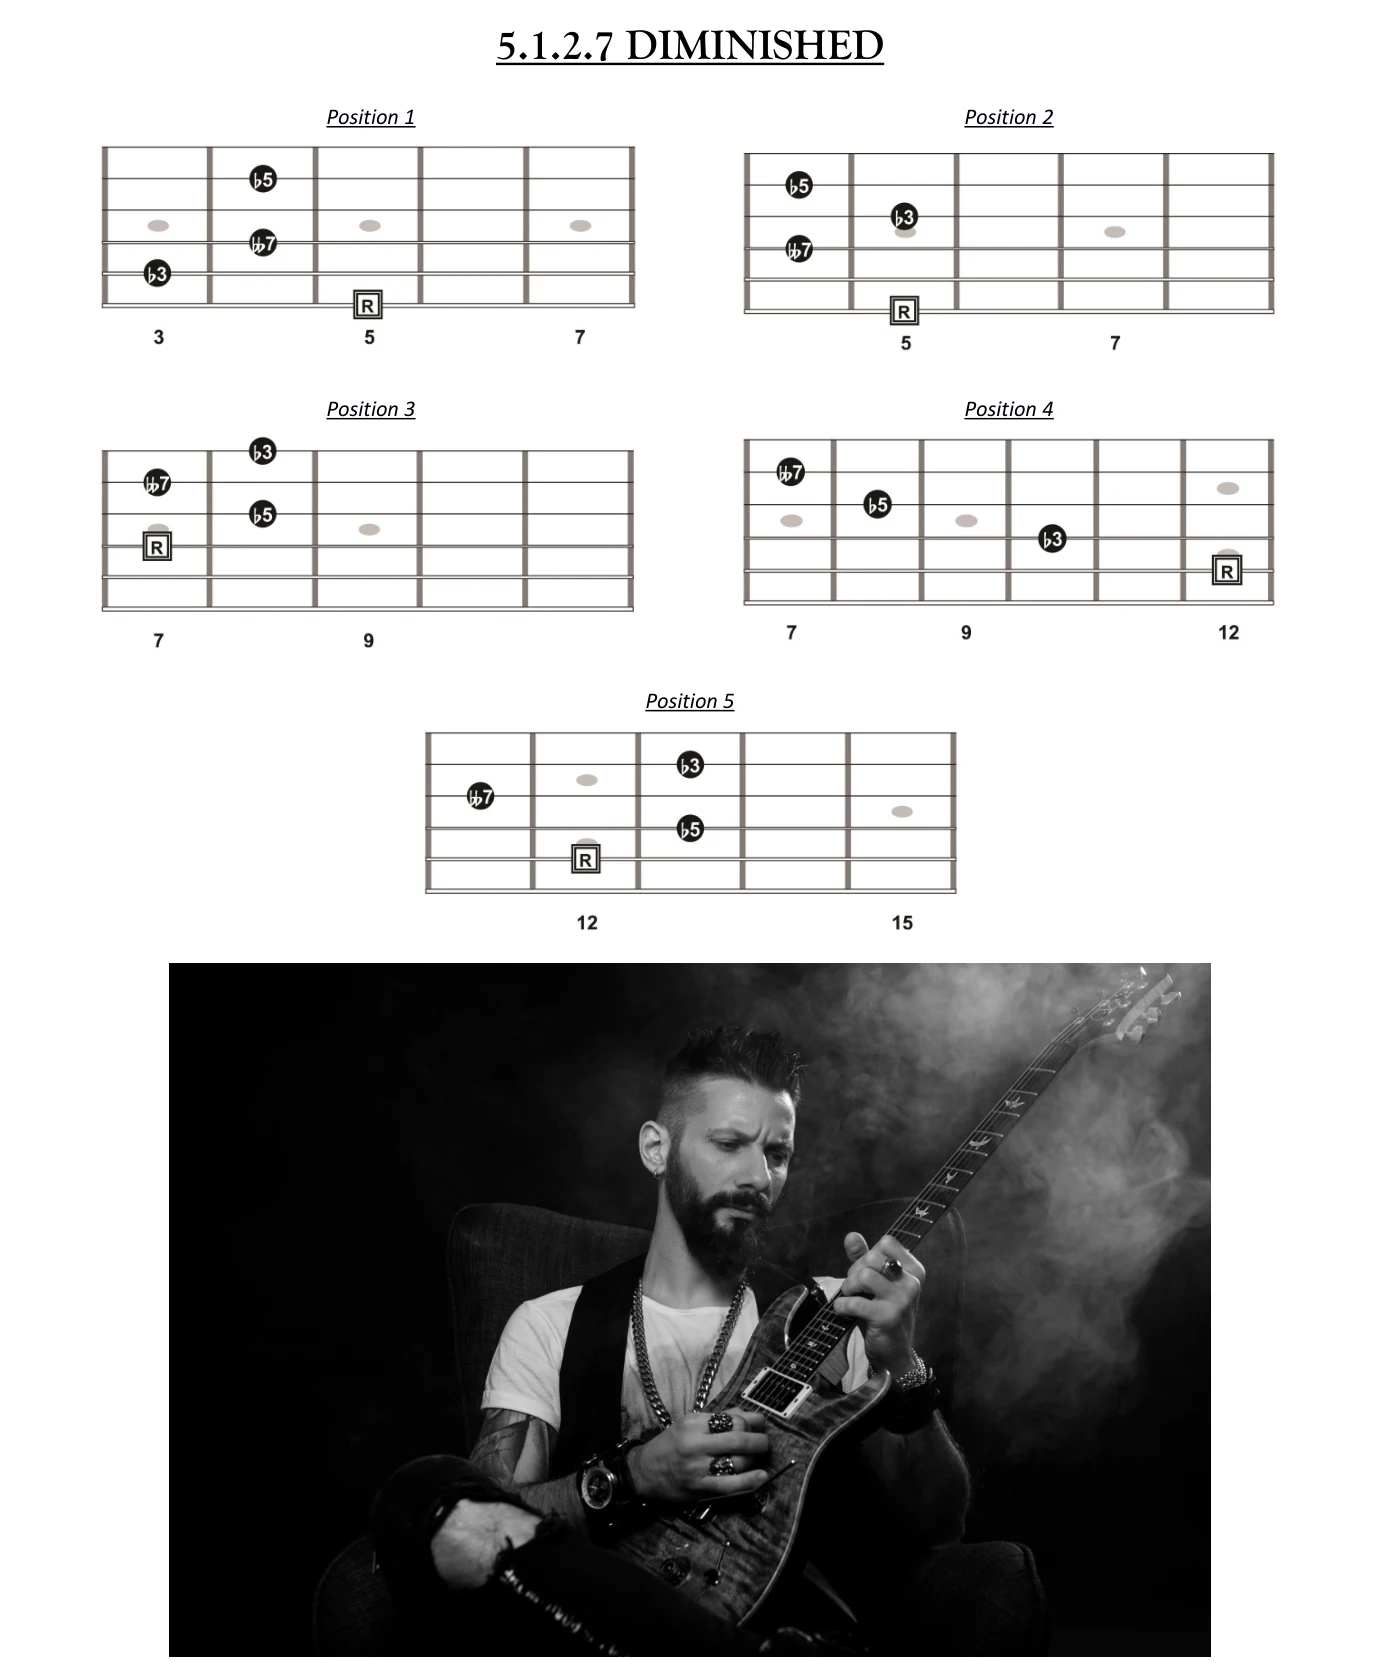 5.1.2.7 DIMINISHED
Position 1
♭5
♭♭7
♭3
R
3 5 7
Position 2
♭5
♭3
♭♭7
R
5 7
Position 3
♭3
♭♭7
♭5
R
7 9
Position 4
♭♭7
♭5
♭3
R
7 9 12
Position 5
♭3
♭♭7
♭5
R
12 15